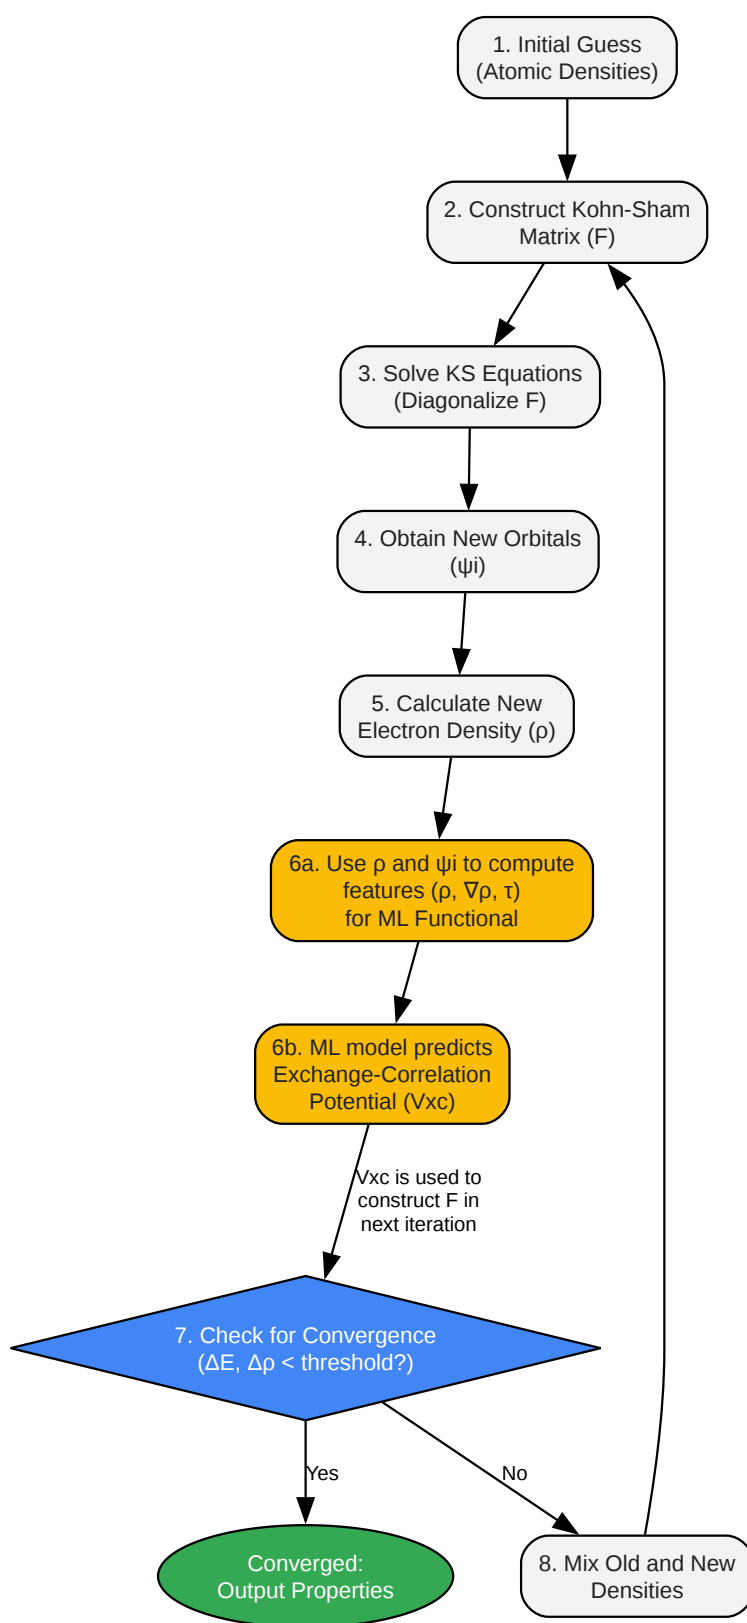 1. Initial Guess
(Atomic Densities)
2. Construct Kohn-Sham
Matrix (F)
3. Solve KS Equations
(Diagonalize F)
4. Obtain New Orbitals
(ψi)
5. Calculate New
Electron Density (ρ)
6a. Use ρ and ψi to compute
features (ρ, ∇ρ, τ)
for ML Functional
6b. ML model predicts
Exchange-Correlation
Potential (Vxc)
Vxc is used to
construct F in
next iteration
7. Check for Convergence
(ΔE, Δρ < threshold?)
Yes
No
Converged:
Output Properties
8. Mix Old and New
Densities